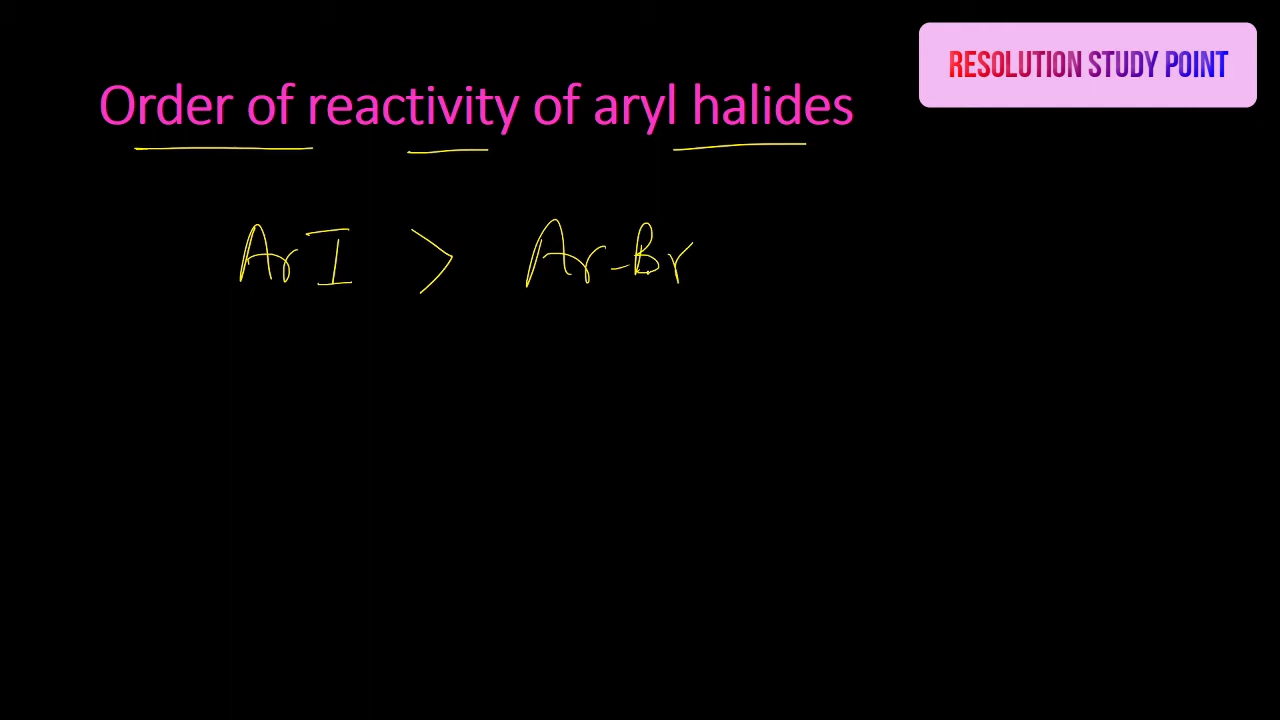 RESOLUTION STUDY POINT
Order of reactivity of aryl halides
ArI > Ar-Br